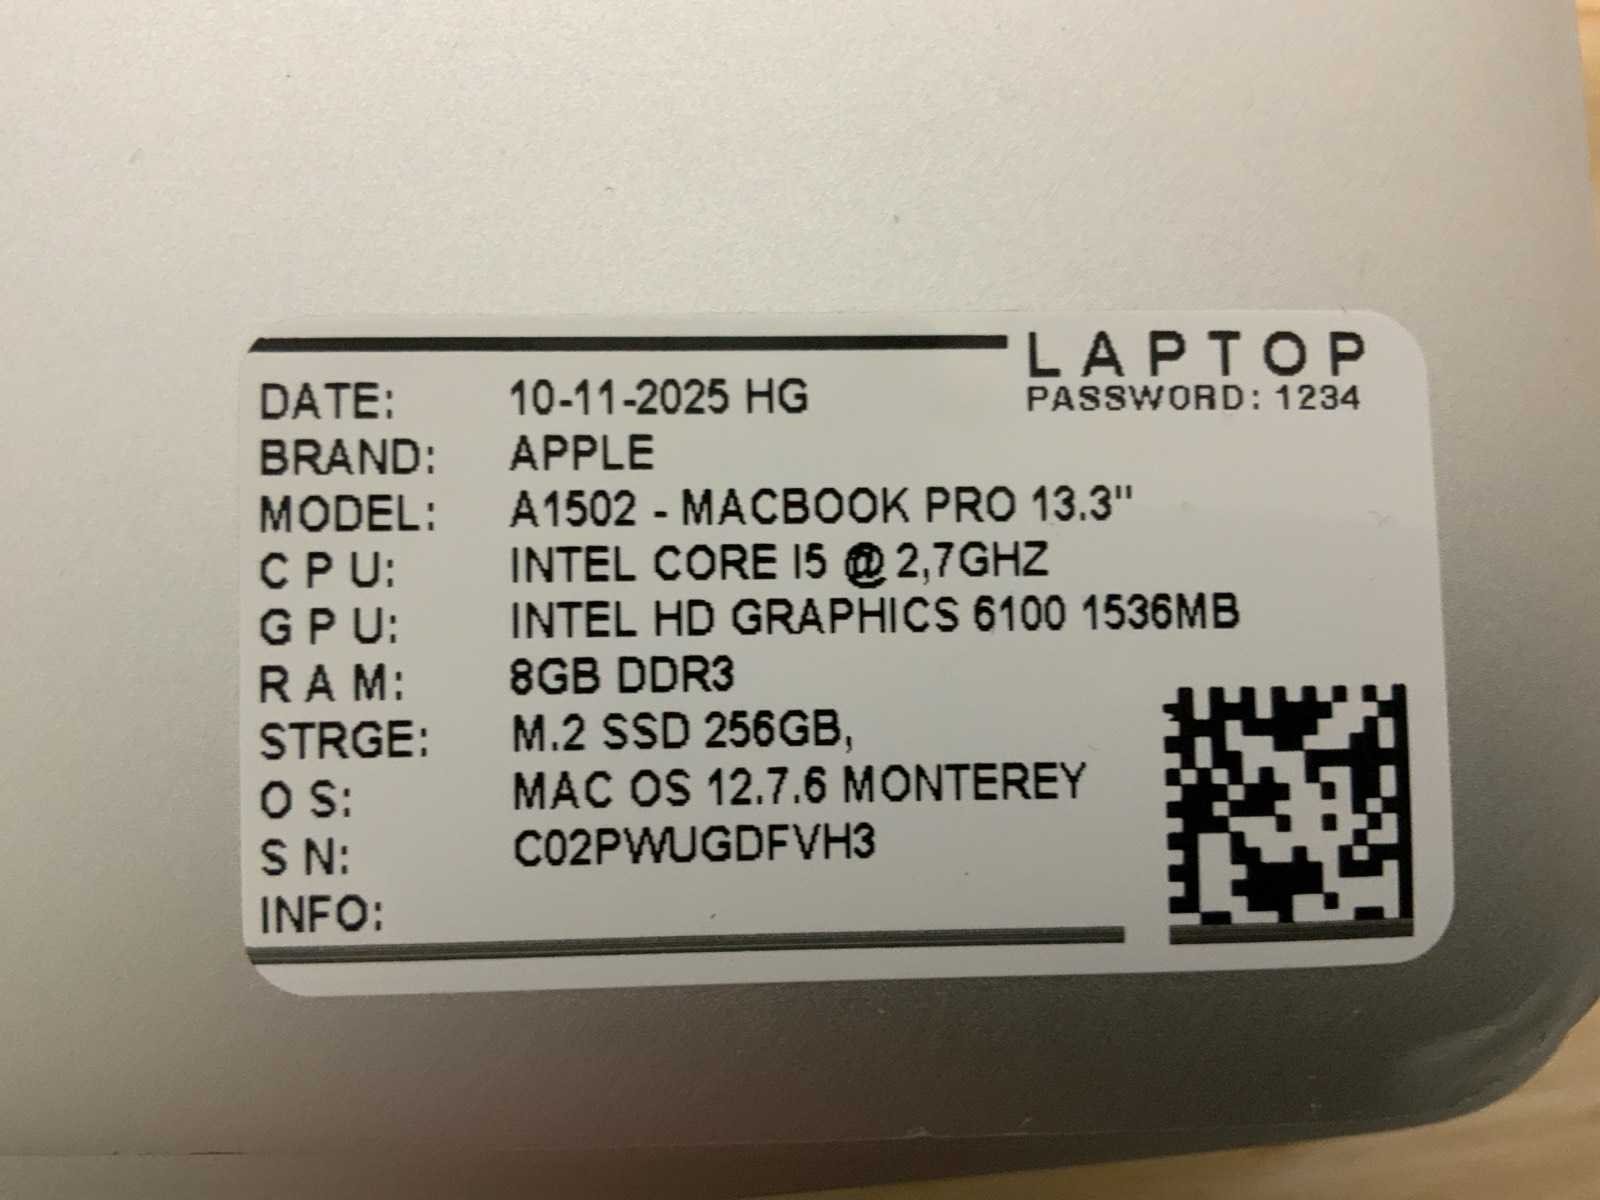 LAPTOP
PASSWORD: 1234
DATE: 10-11-2025 HG
BRAND: APPLE
MODEL: A1502 - MACBOOK PRO 13.3"
C P U: INTEL CORE I5 @ 2,7GHZ
G P U: INTEL HD GRAPHICS 6100 1536MB
R A M: 8GB DDR3
STRGE: M.2 SSD 256GB,
O S: MAC OS 12.7.6 MONTEREY
S N: C02PWUGDFVH3
INFO: